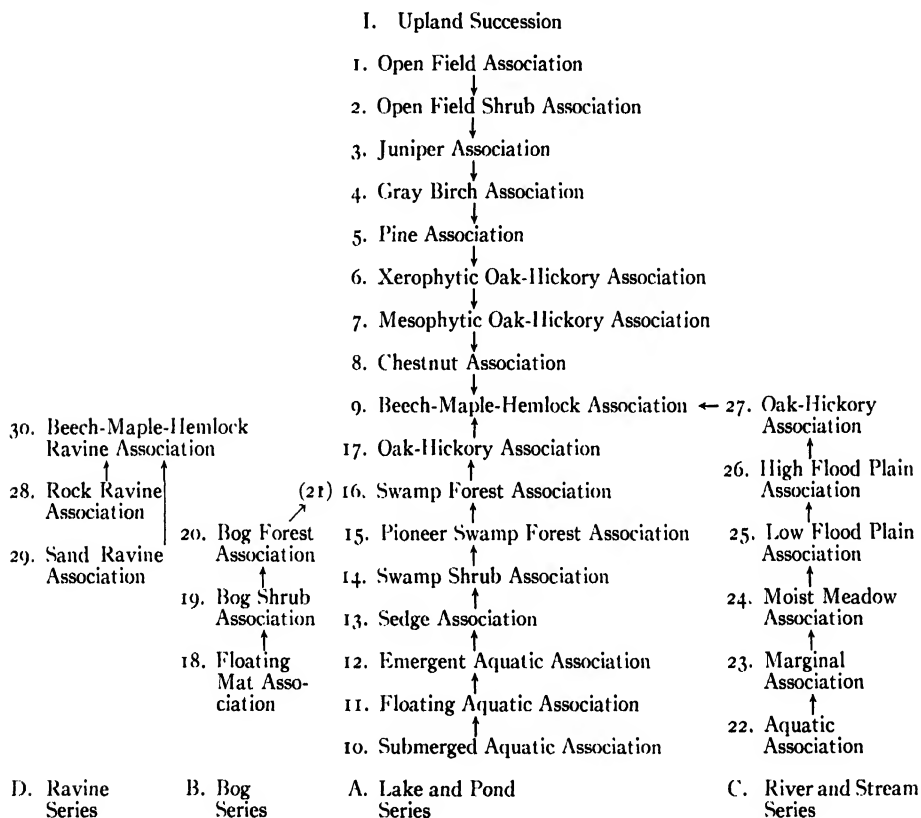 I. Upland Succession
1. Open Field Association
2. Open Field Shrub Association
3. Juniper Association
4. Gray Birch Association
5. Pine Association
6. Xerophytic Oak-Hickory Association
7. Mesophytic Oak-Hickory Association
8. Chestnut Association
9. Beech-Maple-Hemlock Association ← 27. Oak-Hickory
Association
30. Beech-Maple-Hemlock
Ravine Association
17. Oak-Hickory Association
26. High Flood Plain
Association
28. Rock Ravine
Association
(21) 16. Swamp Forest Association
20. Bog Forest
Association
15. Pioneer Swamp Forest Association
25. Low Flood Plain
Association
29. Sand Ravine
Association
14. Swamp Shrub Association
19. Bog Shrub
Association
13. Sedge Association
24. Moist Meadow
Association
18. Floating
Mat Asso-
ciation
12. Emergent Aquatic Association
23. Marginal
Association
11. Floating Aquatic Association
22. Aquatic
Association
10. Submerged Aquatic Association
D. Ravine
Series
B. Bog
Series
A. Lake and Pond
Series
C. River and Stream
Series